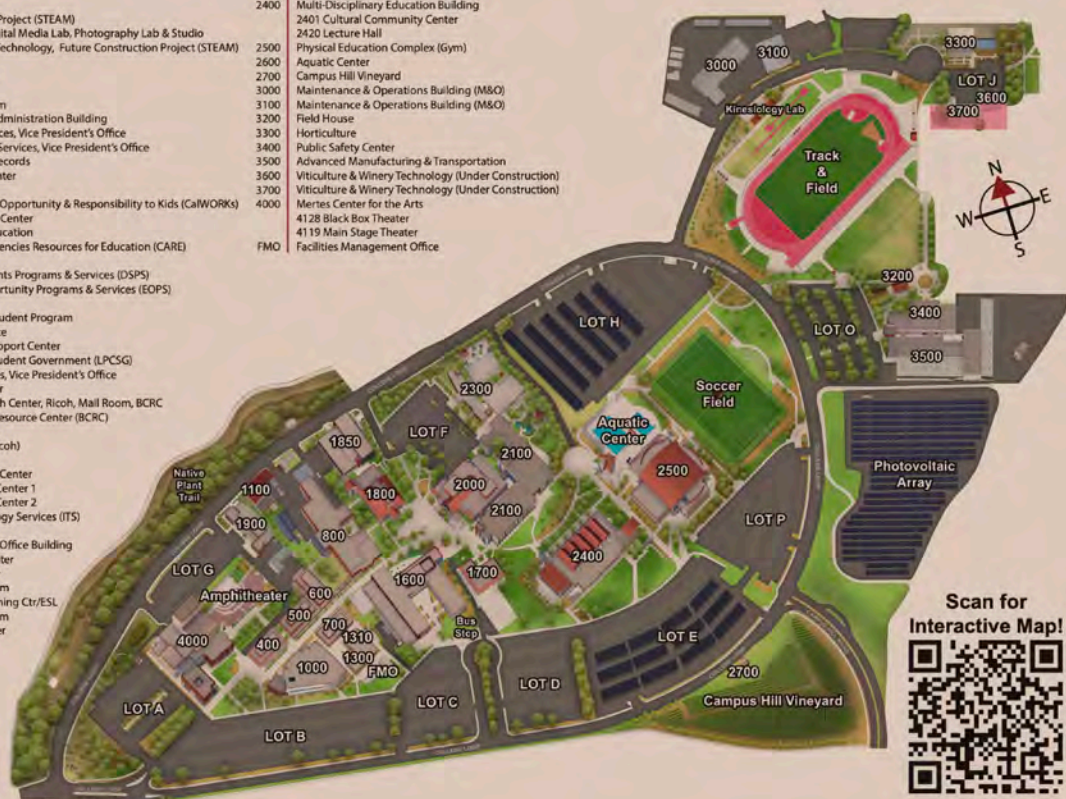 Project (STEAM)
ital Media Lab, Photography Lab & Studio
Technology, Future Construction Project (STEAM)
m
dministration Building
ces, Vice President's Office
Services, Vice President's Office
ecords
nter
Opportunity & Responsibility to Kids (CalWORKs)
Center
ucation
encies Resources for Education (CARE)
nts Programs & Services (DSPS)
ortunity Programs & Services (EOPS)
udent Program
ce
pport Center
udent Government (LPCSG)
s, Vice President's Office
r
h Center, Ricoh, Mail Room, BCRC
esource Center (BCRC)
coh)
Center
Center 1
Center 2
gy Services (ITS)
Office Building
ter
m
ning Ctr/ESL
m
er
2400 Multi-Disciplinary Education Building
2401 Cultural Community Center
2420 Lecture Hall
2500 Physical Education Complex (Gym)
2600 Aquatic Center
2700 Campus Hill Vineyard
3000 Maintenance & Operations Building (M&O)
3100 Maintenance & Operations Building (M&O)
3200 Field House
3300 Horticulture
3400 Public Safety Center
3500 Advanced Manufacturing & Transportation
3600 Viticulture & Winery Technology (Under Construction)
3700 Viticulture & Winery Technology (Under Construction)
4000 Mertes Center for the Arts
4128 Black Box Theater
4119 Main Stage Theater
FMO Facilities Management Office
3000
3100
3300
LOT J
3600
3700
Kinesiology Lab
Track
&
Field
N
W E
S
3200
3400
LOT O
3500
LOT H
Soccer
Field
2300
LOT F
Aquatic
Center
1850
2100
2500
Photovoltaic
Array
Native
Plant
Trail
1100
1800
2000
2100
1900
800
LOT P
2400
LOT G
1600
1700
Amphitheater
600
500
700
Bus
Stop
4000
400
1310
1300
1000
FMO
LOT E
2700
LOT D
Campus Hill Vineyard
LOT C
LOT A
LOT B
Scan for
Interactive Map!